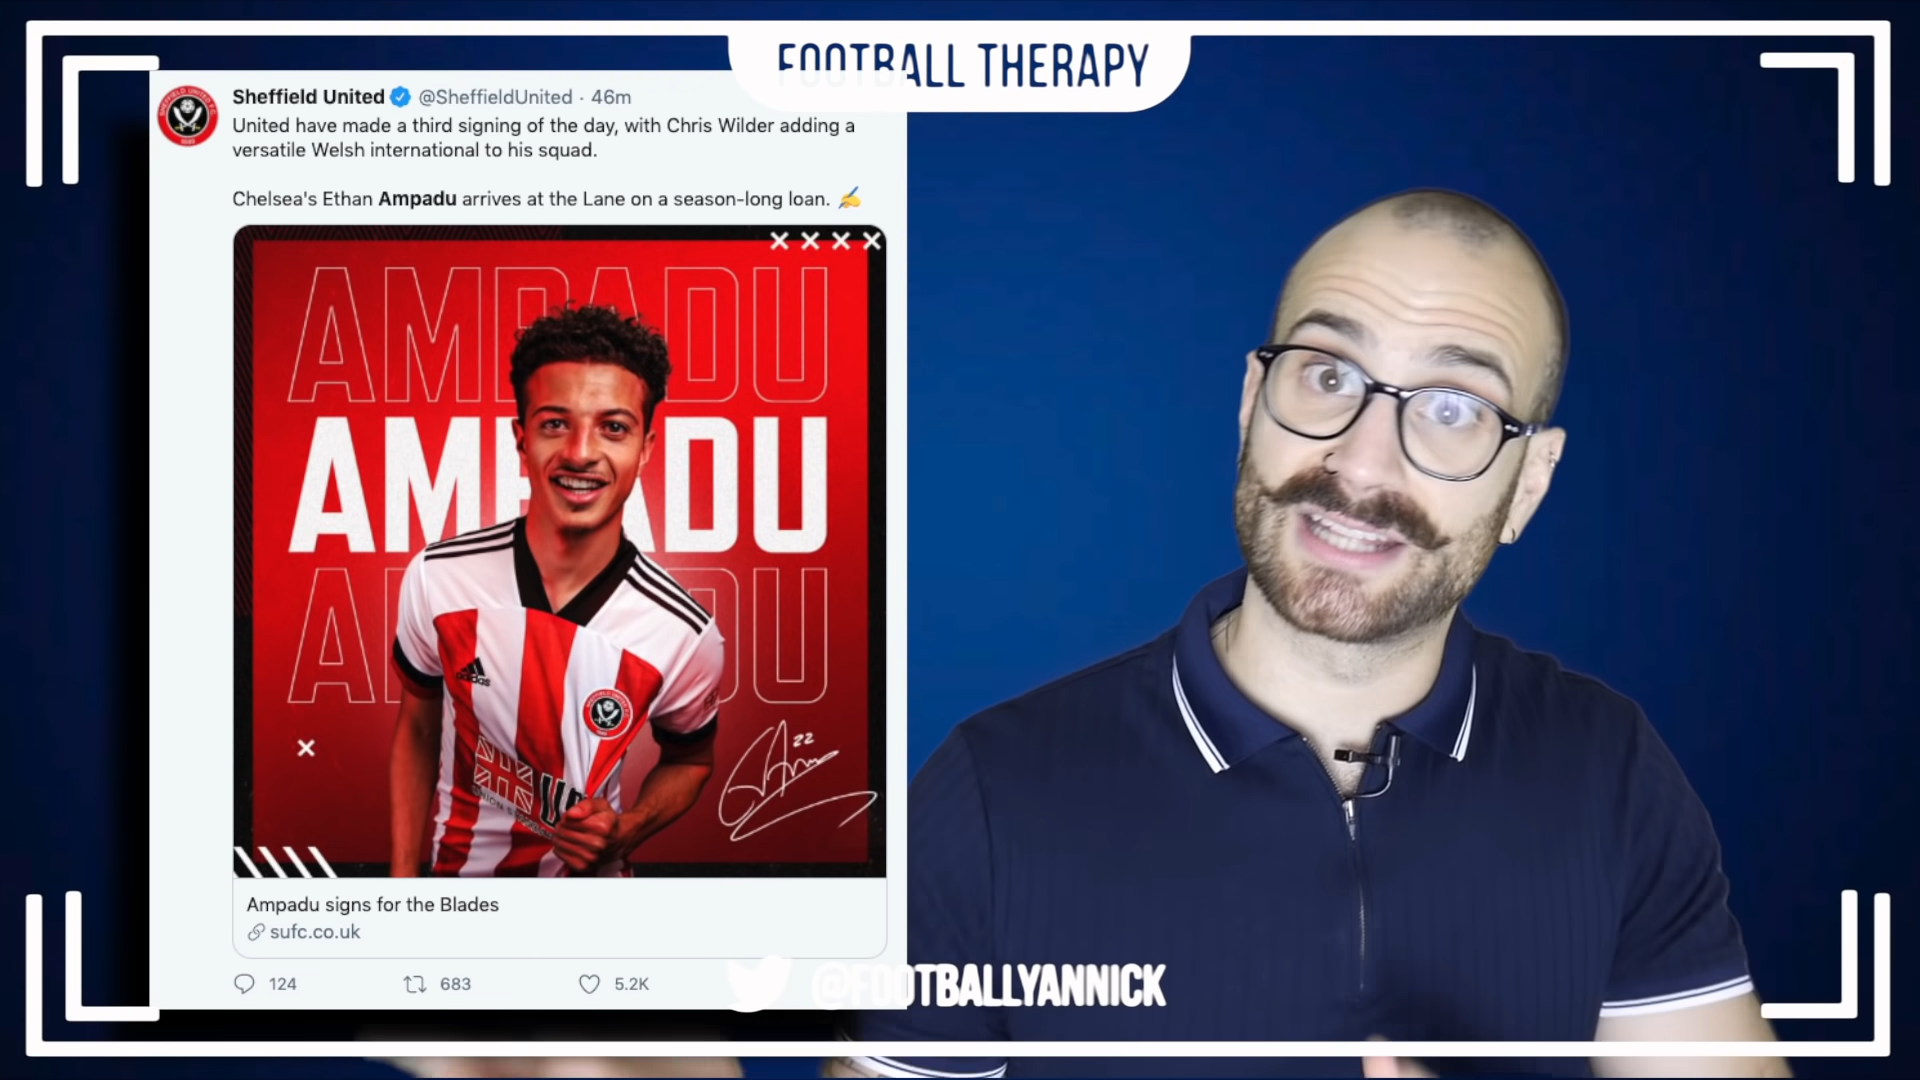 FOOTBALL THERAPY
Sheffield United @SheffieldUnited · 46m
United have made a third signing of the day, with Chris Wilder adding a
versatile Welsh international to his squad.
Chelsea's Ethan Ampadu arrives at the Lane on a season-long loan. ✍️
AMPADU
AMPADU
AMPADU
adidas
22
Ampadu signs for the Blades
sufc.co.uk
124 683 5.2K
@FOOTBALLYANNICK